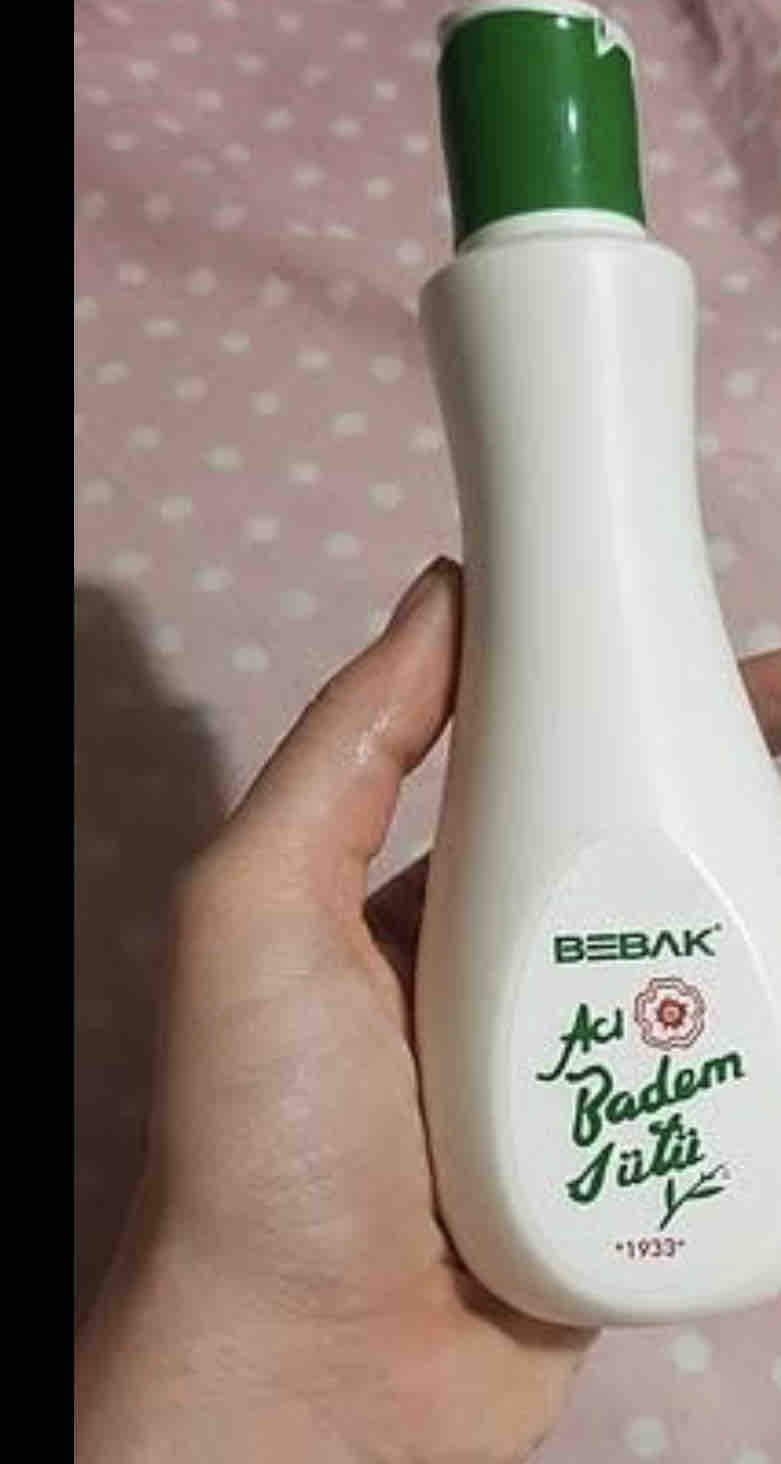 BEBAK
Acı
Badem
Sütü
"1933"